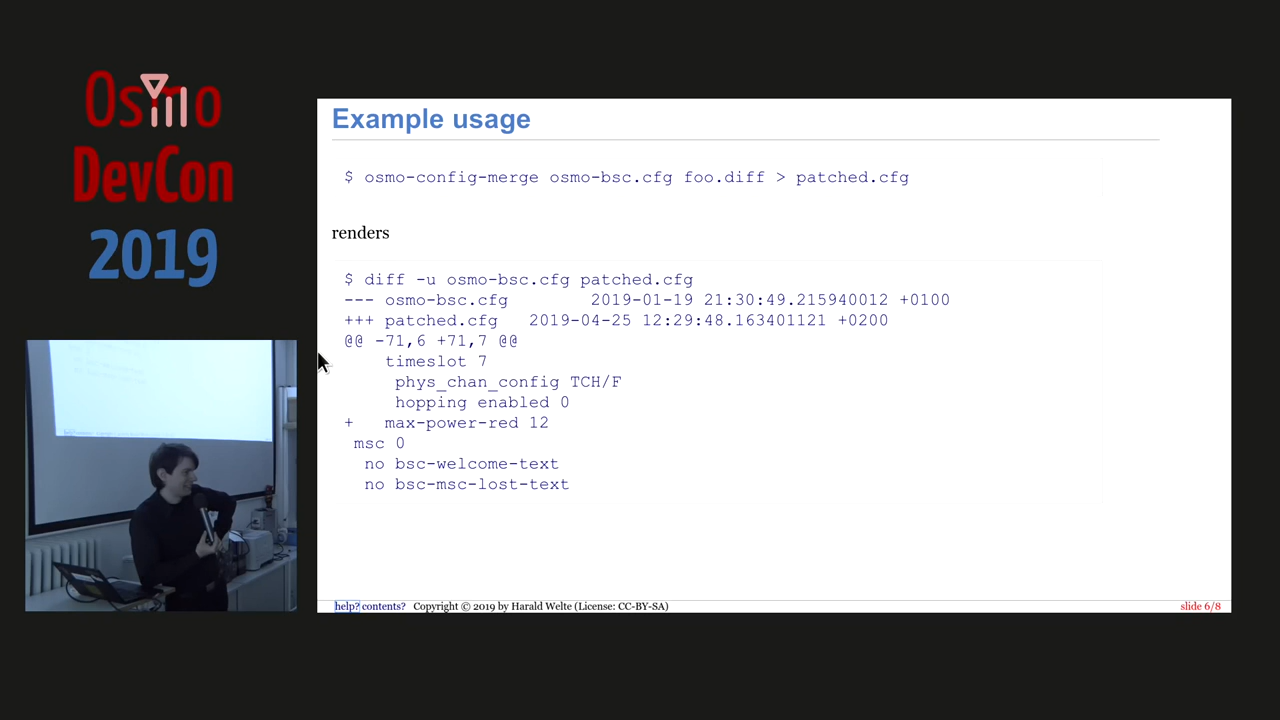 Osmo
DevCon
2019
Example usage
$ osmo-config-merge osmo-bsc.cfg foo.diff > patched.cfg
renders
$ diff -u osmo-bsc.cfg patched.cfg
--- osmo-bsc.cfg        2019-01-19 21:30:49.215940012 +0100
+++ patched.cfg   2019-04-25 12:29:48.163401121 +0200
@@ -71,6 +71,7 @@
    timeslot 7
     phys_chan_config TCH/F
     hopping enabled 0
+   max-power-red 12
 msc 0
  no bsc-welcome-text
  no bsc-msc-lost-text
help? contents? Copyright © 2019 by Harald Welte (License: CC-BY-SA)
slide 6/8